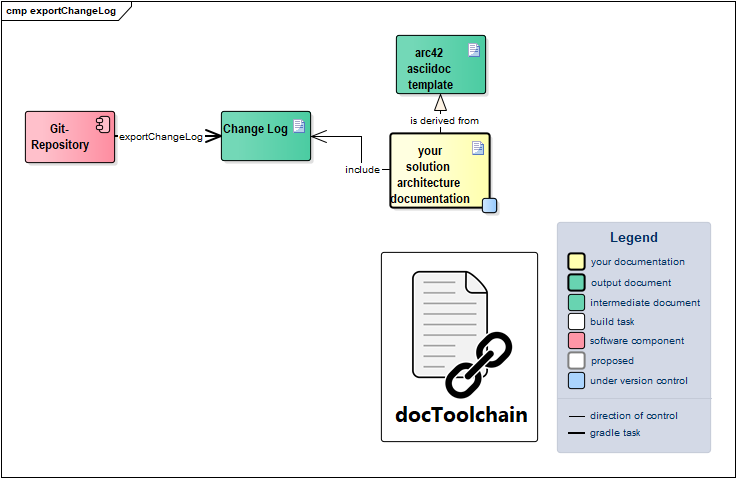 cmp exportChangeLog
arc42
asciidoc
template
is derived from
Git-
Repository
exportChangeLog
Change Log
include
your
solution
architecture
documentation
Legend
your documentation
output document
intermediate document
build task
software component
proposed
under version control
direction of control
gradle task
docToolchain